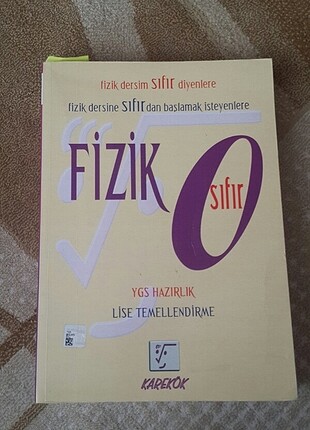 fizik dersim sıfır diyenlere
fizik dersine sıfırdan başlamak isteyenlere
FİZİK
0
sıfır
YGS HAZIRLIK
LİSE TEMELLENDİRME
KAREKÖK